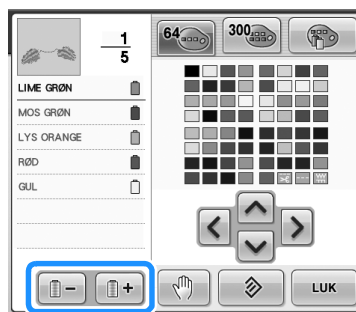 1
5
64
300
LIME GRØN
MOS GRØN
LYS ORANGE
RØD
GUL
LUK